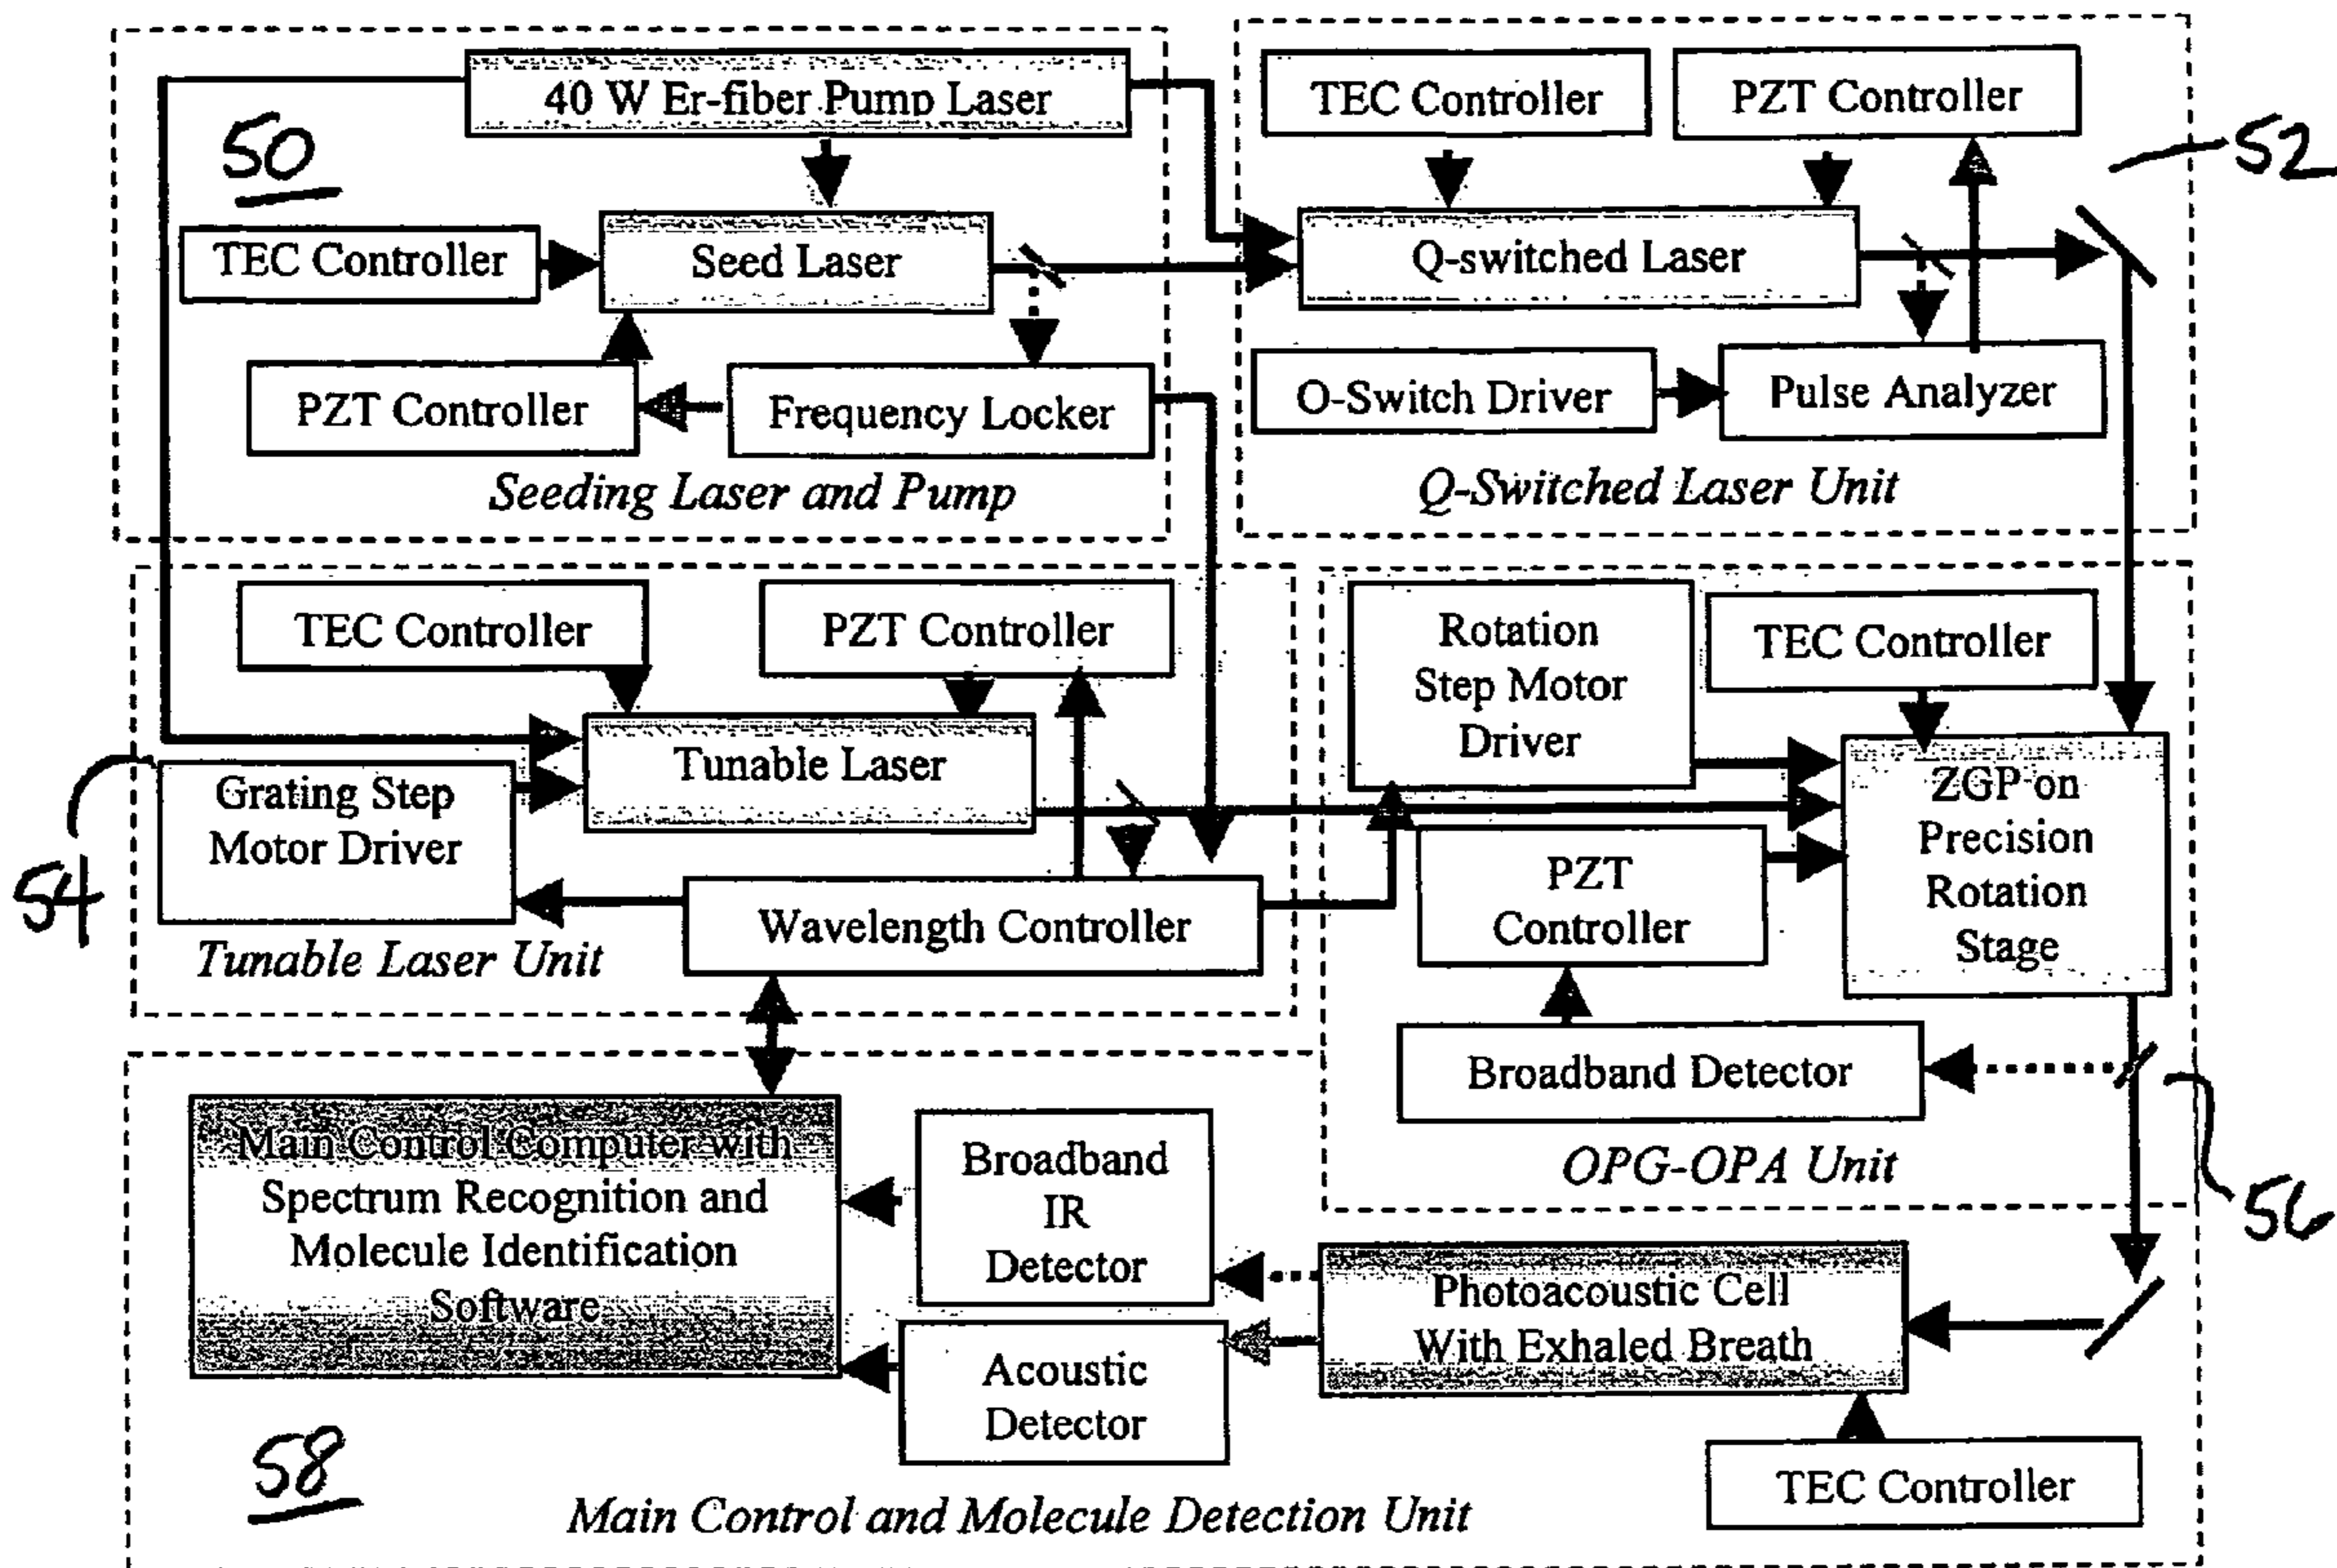 40 W Er-fiber Pump Laser
50
TEC Controller
Seed Laser
PZT Controller
Frequency Locker
Seeding Laser and Pump
TEC Controller
PZT Controller
52
Q-switched Laser
O-Switch Driver
Pulse Analyzer
Q-Switched Laser Unit
TEC Controller
PZT Controller
Tunable Laser
Grating Step
Motor Driver
54
Wavelength Controller
Tunable Laser Unit
Rotation
Step Motor
Driver
TEC Controller
ZGP on
Precision
Rotation
Stage
PZT
Controller
Broadband Detector
OPG-OPA Unit
56
Main Control Computer with
Spectrum Recognition and
Molecule Identification
Software
Broadband
IR
Detector
Acoustic
Detector
Photoacoustic Cell
With Exhaled Breath
TEC Controller
58
Main Control and Molecule Detection Unit